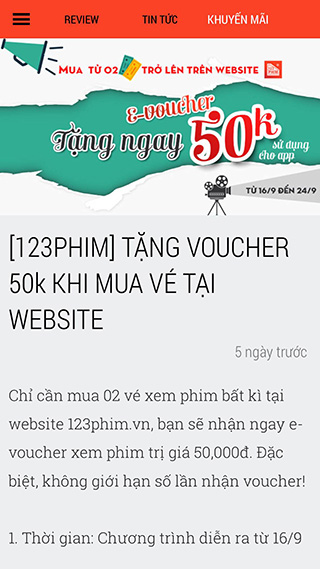 REVIEW TIN TỨC KHUYẾN MÃI
MUA TỪ 02 TRỞ LÊN TRÊN WEBSITE
E-voucher
Tặng ngay 50k sử dụng
cho app
TỪ 16/9 ĐẾN 24/9
[123PHIM] TẶNG VOUCHER
50k KHI MUA VÉ TẠI
WEBSITE
5 ngày trước
Chỉ cần mua 02 vé xem phim bất kì tại
website 123phim.vn, bạn sẽ nhận ngay e-
voucher xem phim trị giá 50,000đ. Đặc
biệt, không giới hạn số lần nhận voucher!
1. Thời gian: Chương trình diễn ra từ 16/9